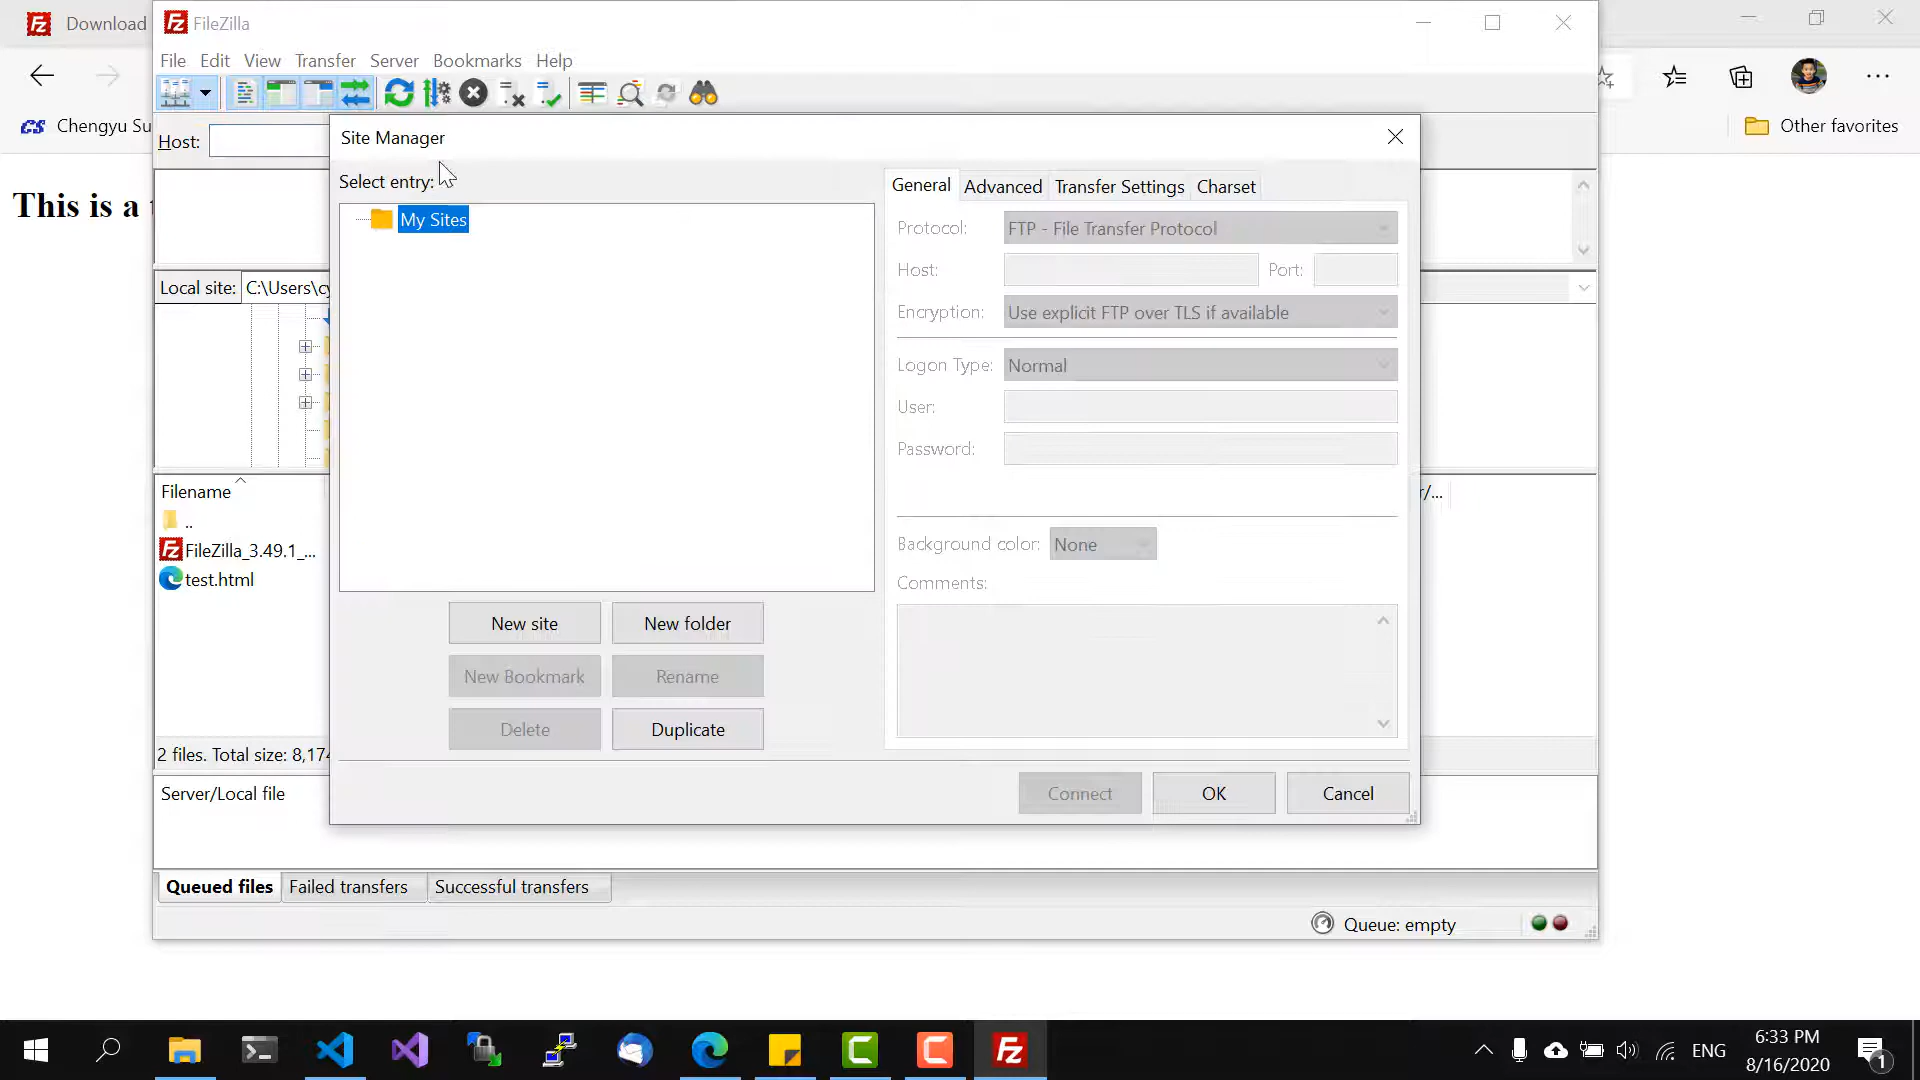 Download
FileZilla
File Edit View Transfer Server Bookmarks Help
CS Chengyu Su
Other favorites
Host:
This is a
Site Manager
Select entry:
My Sites
General Advanced Transfer Settings Charset
Protocol: FTP - File Transfer Protocol
Host: Port:
Encryption: Use explicit FTP over TLS if available
Logon Type: Normal
User:
Password:
Background color: None
Comments:
New site New folder
New Bookmark Rename
Delete Duplicate
Connect OK Cancel
Local site: C:\Users\cy
Filename
..
FileZilla_3.49.1_...
test.html
r/...
2 files. Total size: 8,174
Server/Local file
Queued files Failed transfers Successful transfers
Queue: empty
ENG
6:33 PM
8/16/2020
1